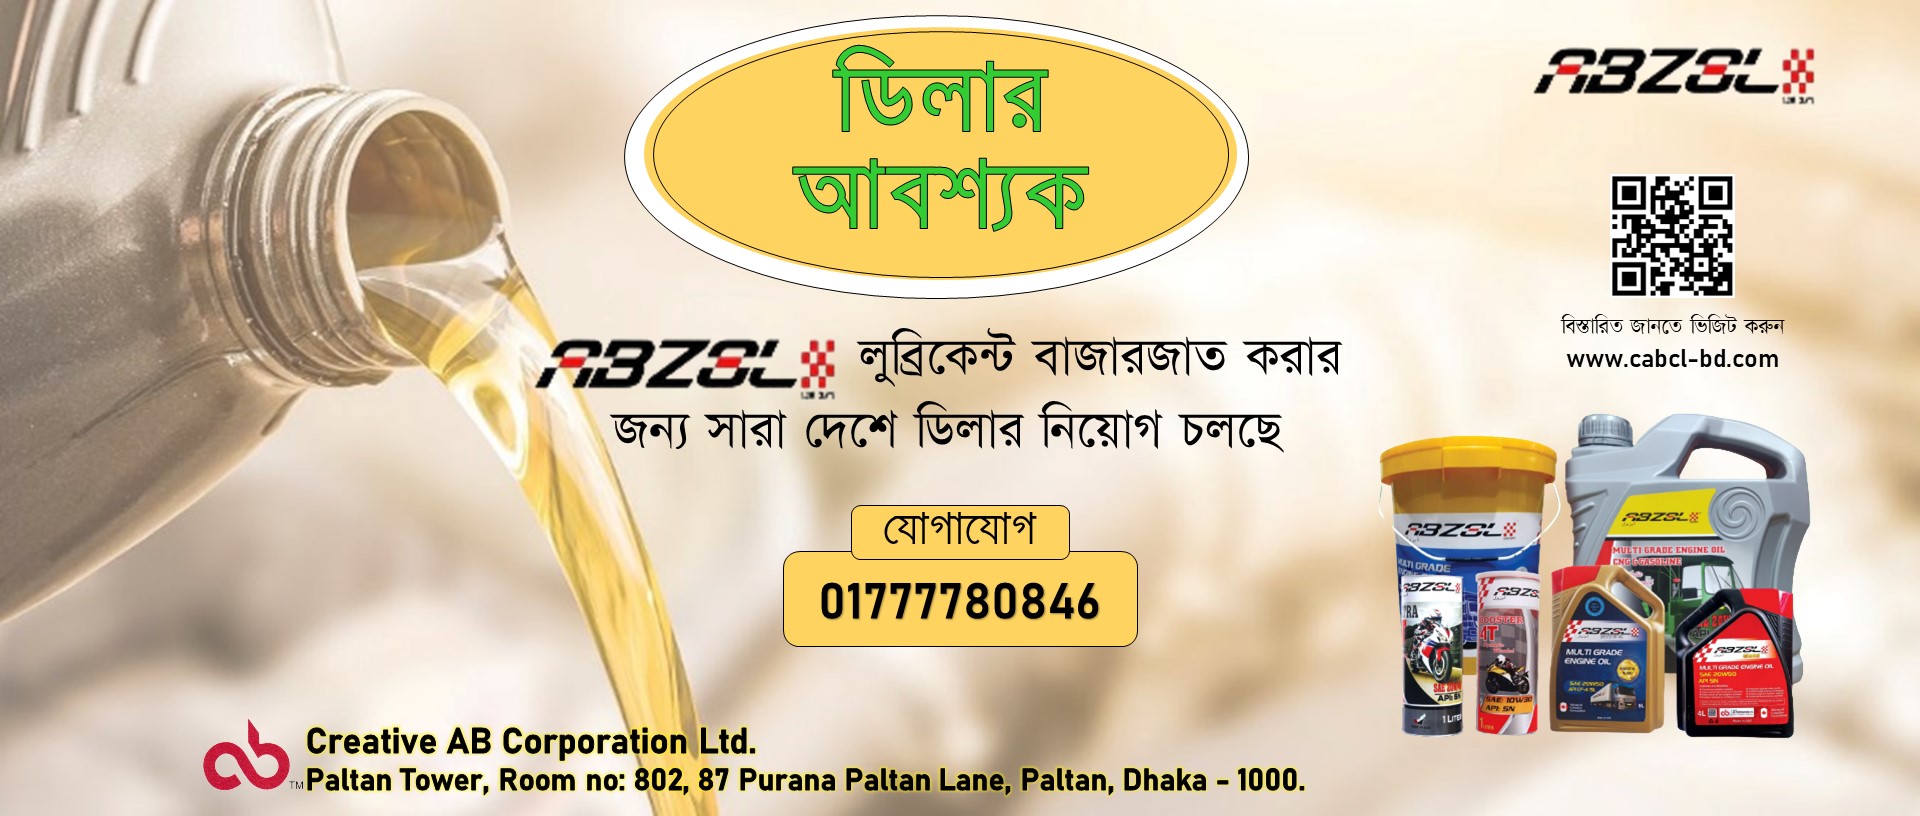 ডিলার
আবশ্যক
ABZOL
ABZOL লুব্রিকেন্ট বাজারজাত করার
জন্য সারা দেশে ডিলার নিয়োগ চলছে
যোগাযোগ
01777780846
বিস্তারিত জানতে ভিজিট করুন
www.cabcl-bd.com
ABZOL
MULTI GRADE
ABZOL
MULTI GRADE ENGINE OIL
CNG & GASOLINE
ABZOL
1 LITER
ABZOL
BOOSTER
4T
SAE 10W30
API: SN
ABZOL
MULTI GRADE
ENGINE OIL
SAE 20W50
ABZOL
MULTI GRADE ENGINE OIL
SAE 20W50
API SN
4L
Creative AB Corporation Ltd.
TM Paltan Tower, Room no: 802, 87 Purana Paltan Lane, Paltan, Dhaka - 1000.